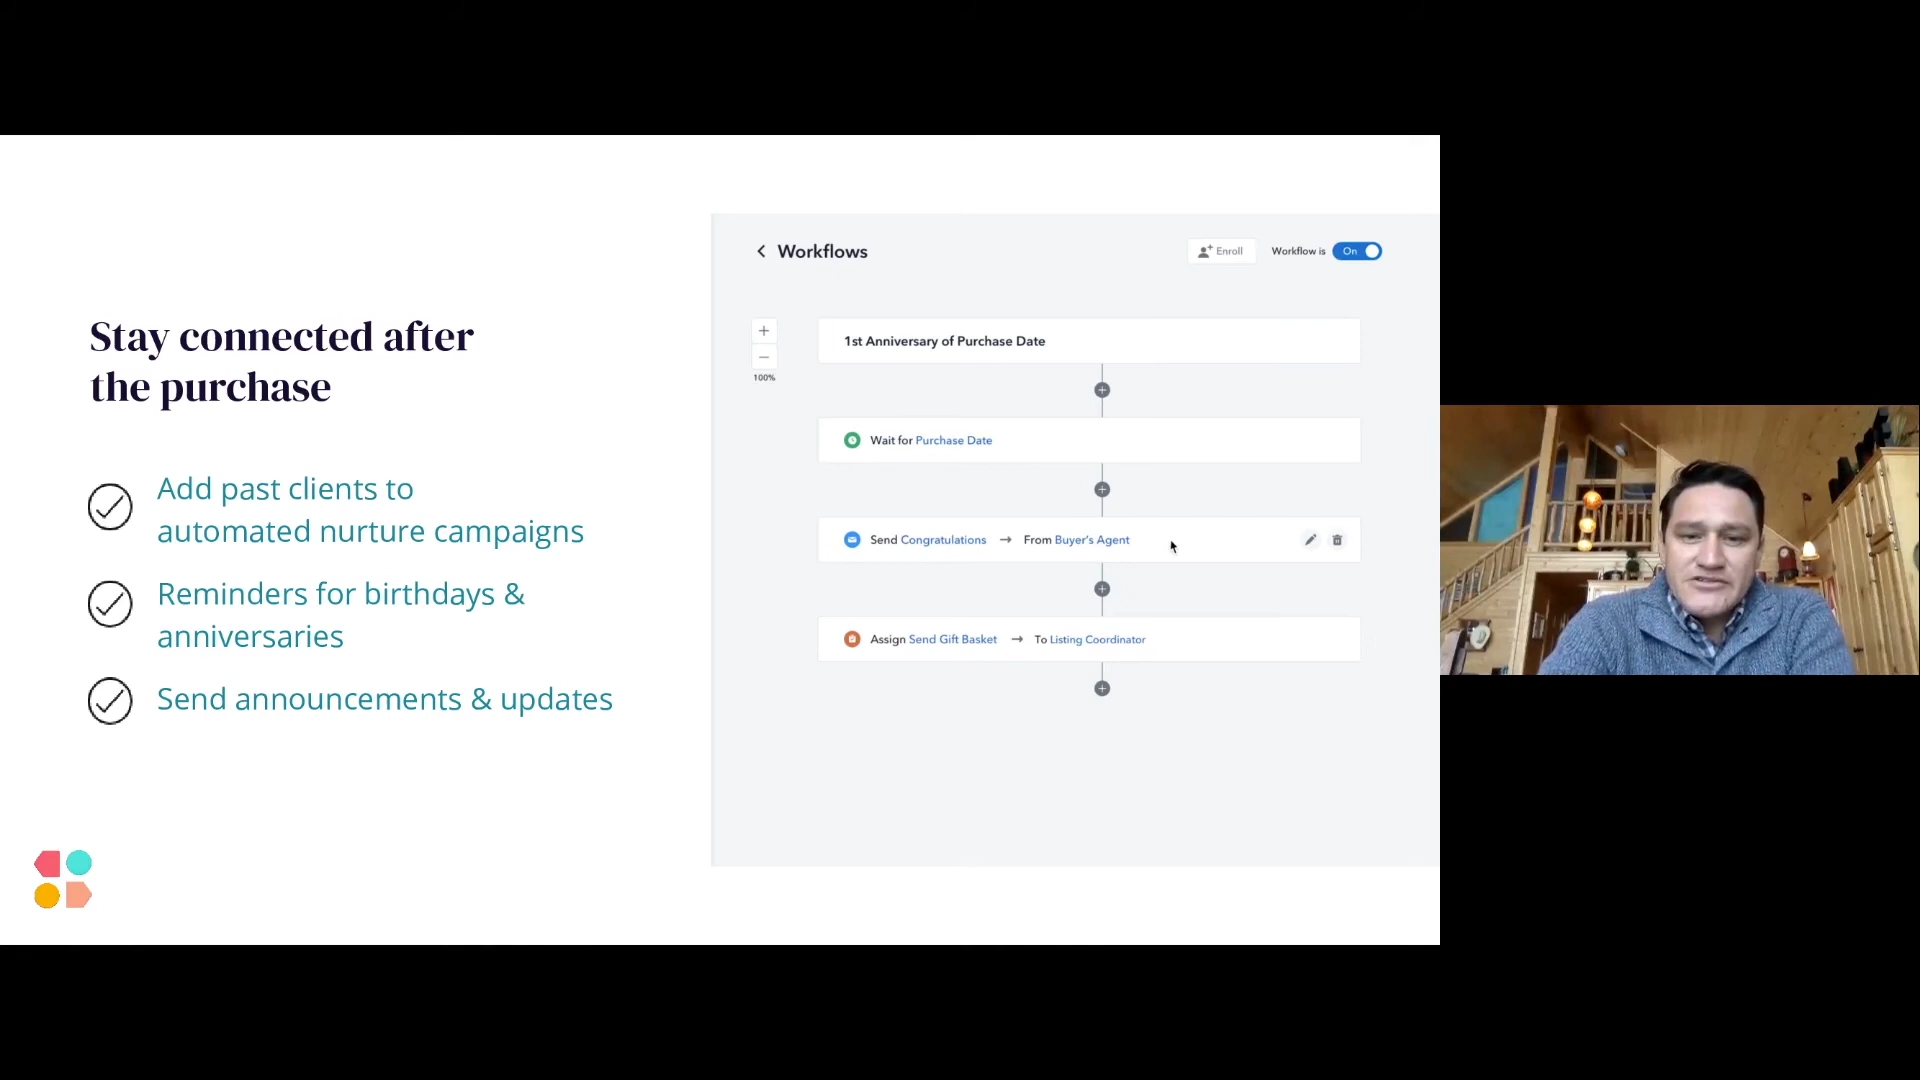 Stay connected after
the purchase
Add past clients to
automated nurture campaigns
Reminders for birthdays &
anniversaries
Send announcements & updates
Workflows
Enroll
Workflow is On
100%
1st Anniversary of Purchase Date
Wait for Purchase Date
Send Congratulations → From Buyer's Agent
Assign Send Gift Basket → To Listing Coordinator